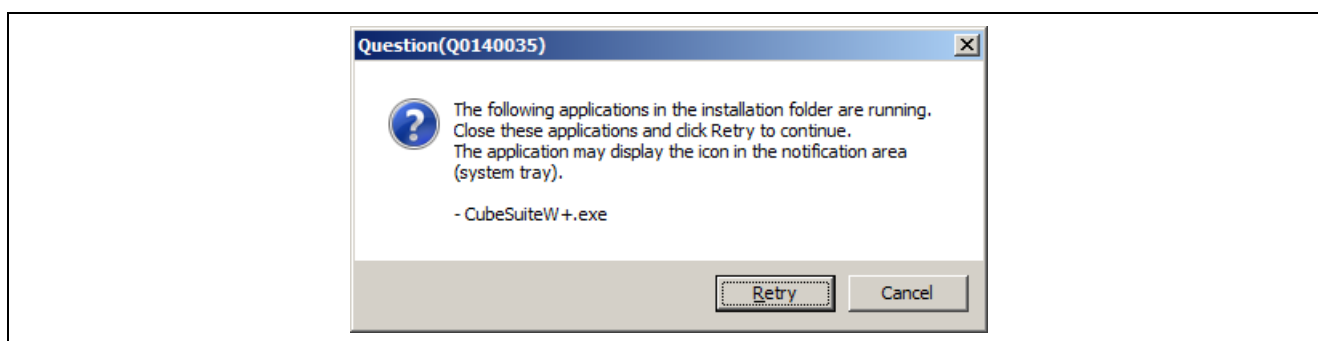 Question(Q0140035)
The following applications in the installation folder are running.
Close these applications and click Retry to continue.
The application may display the icon in the notification area
(system tray).
- CubeSuiteW+.exe
Retry
Cancel